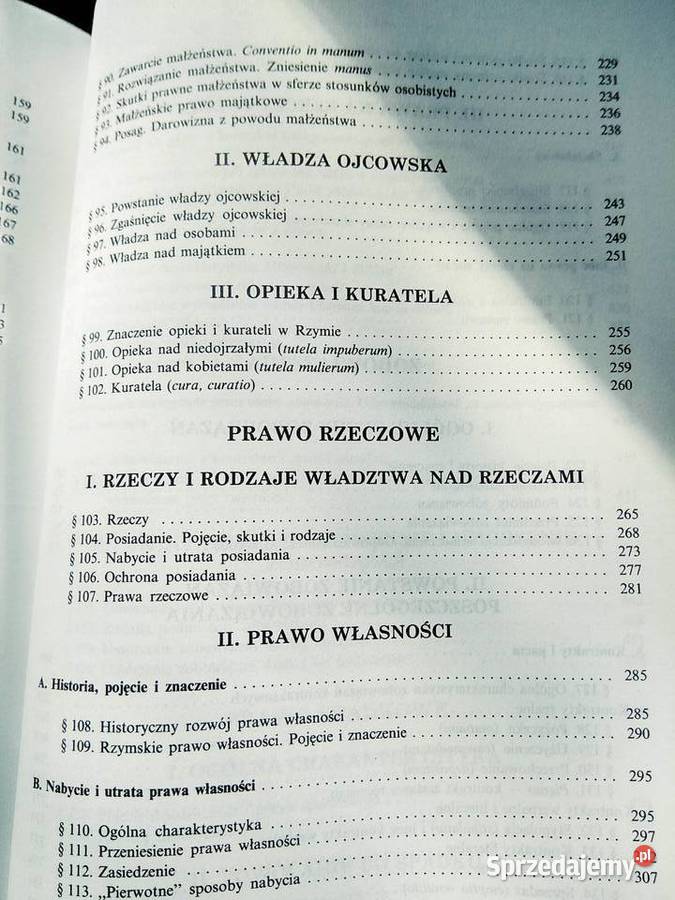 159
159
161
161
162
166
167
68
1
3
§ 90. Zawarcie małżeństwa. Conventio in manum 229
§ 91. Rozwiązanie małżeństwa. Zniesienie manus 231
§ 92. Skutki prawne małżeństwa w sferze stosunków osobistych 234
§ 93. Małżeńskie prawo majątkowe 236
§ 94. Posag. Darowizna z powodu małżeństwa 238
II. WŁADZA OJCOWSKA
§ 95. Powstanie władzy ojcowskiej 243
§ 96. Zgaśnięcie władzy ojcowskiej 247
§ 97. Władza nad osobami 249
§ 98. Władza nad majątkiem 251
III. OPIEKA I KURATELA
§ 99. Znaczenie opieki i kurateli w Rzymie 255
§ 100. Opieka nad niedojrzałymi (tutela impuberum) 256
§ 101. Opieka nad kobietami (tutela mulierum) 259
§ 102. Kuratela (cura, curatio) 260
PRAWO RZECZOWE
I. RZECZY I RODZAJE WŁADZTWA NAD RZECZAMI
§ 103. Rzeczy 265
§ 104. Posiadanie. Pojęcie, skutki i rodzaje 268
§ 105. Nabycie i utrata posiadania 273
§ 106. Ochrona posiadania 277
§ 107. Prawa rzeczowe 281
II. PRAWO WŁASNOŚCI
A. Historia, pojęcie i znaczenie 285
§ 108. Historyczny rozwój prawa własności 285
§ 109. Rzymskie prawo własności. Pojęcie i znaczenie 290
B. Nabycie i utrata prawa własności 295
§ 110. Ogólna charakterystyka 295
§ 111. Przeniesienie prawa własności 297
§ 112. Zasiedzenie
§ 113. „Pierwotne" sposoby nabycia 307
Sprzedajemy.pl